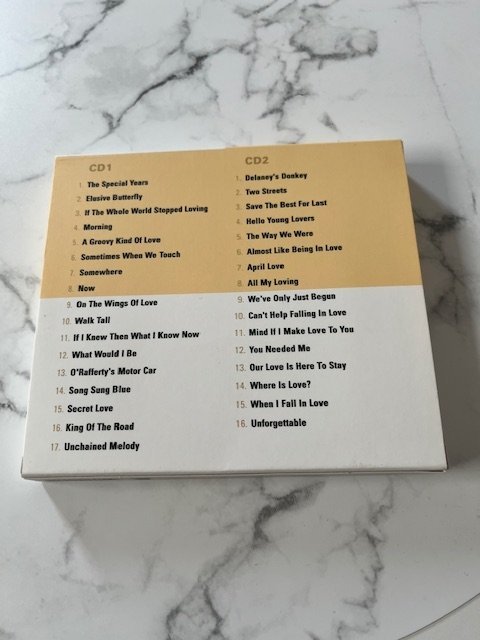 CD1
1. The Special Years
2. Elusive Butterfly
3. If The Whole World Stopped Loving
4. Morning
5. A Groovy Kind Of Love
6. Sometimes When We Touch
7. Somewhere
8. Now
9. On The Wings Of Love
10. Walk Tall
11. If I Knew Then What I Know Now
12. What Would I Be
13. O'Rafferty's Motor Car
14. Song Sung Blue
15. Secret Love
16. King Of The Road
17. Unchained Melody
CD2
1. Delaney's Donkey
2. Two Streets
3. Save The Best For Last
4. Hello Young Lovers
5. The Way We Were
6. Almost Like Being In Love
7. April Love
8. All My Loving
9. We've Only Just Begun
10. Can't Help Falling In Love
11. Mind If I Make Love To You
12. You Needed Me
13. Our Love Is Here To Stay
14. Where Is Love?
15. When I Fall In Love
16. Unforgettable